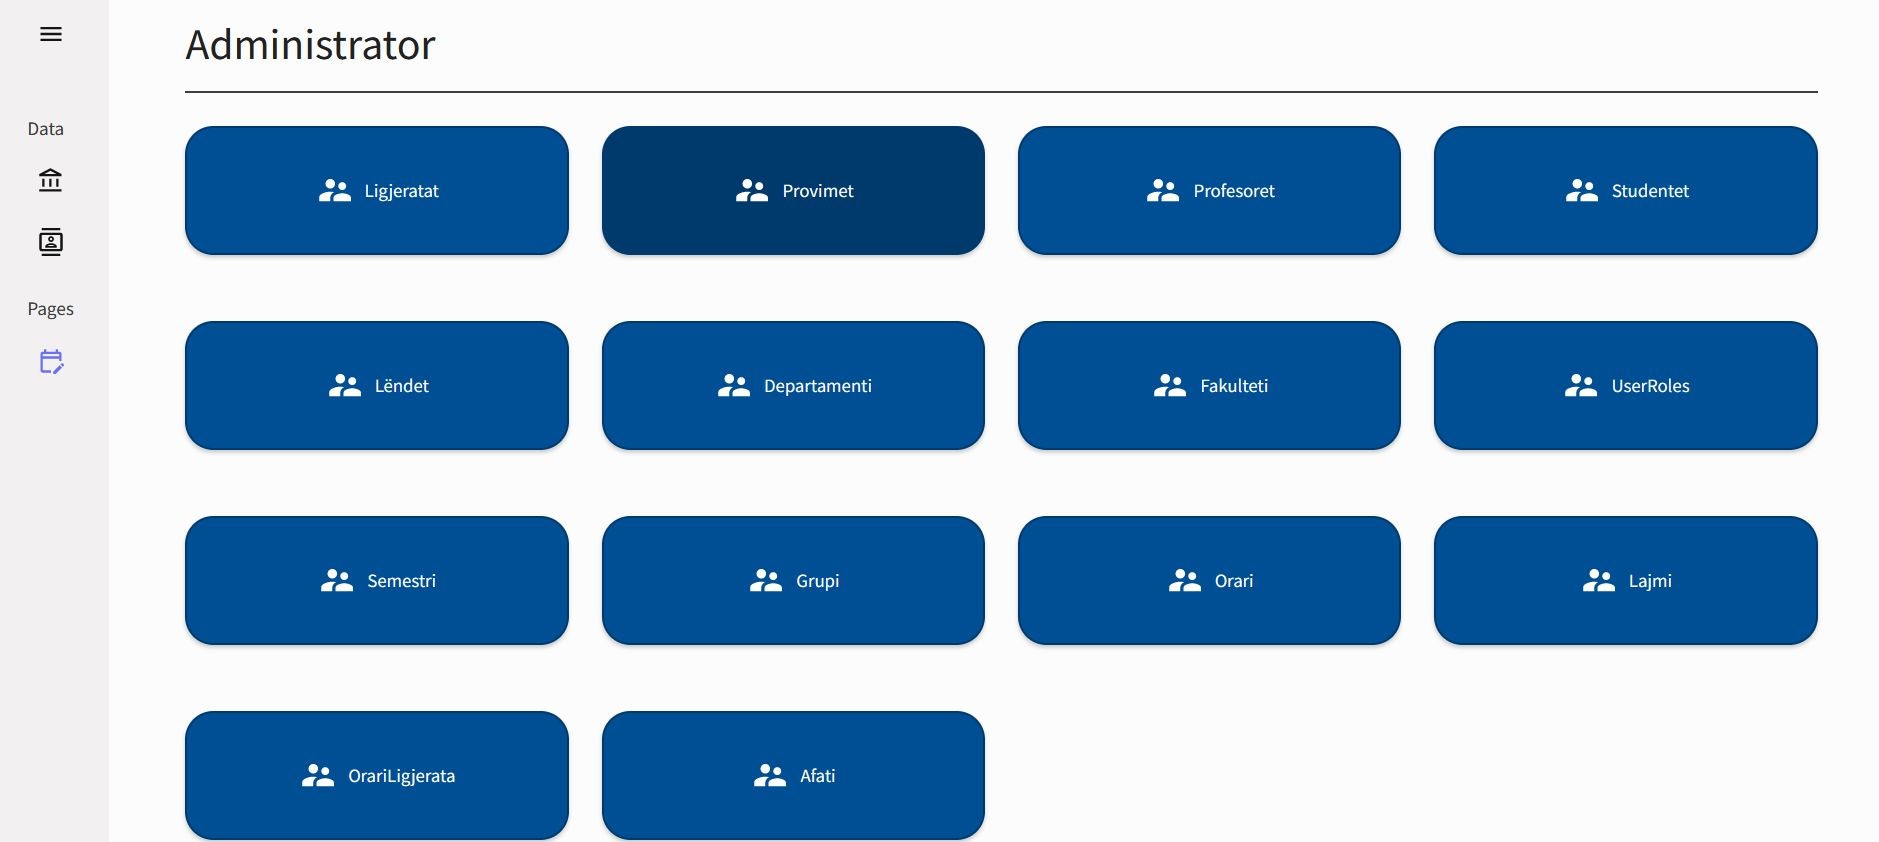 Administrator
Data
Pages
Ligjeratat
Provimet
Profesoret
Studentet
Lëndet
Departamenti
Fakulteti
UserRoles
Semestri
Grupi
Orari
Lajmi
OrariLigjerata
Afati